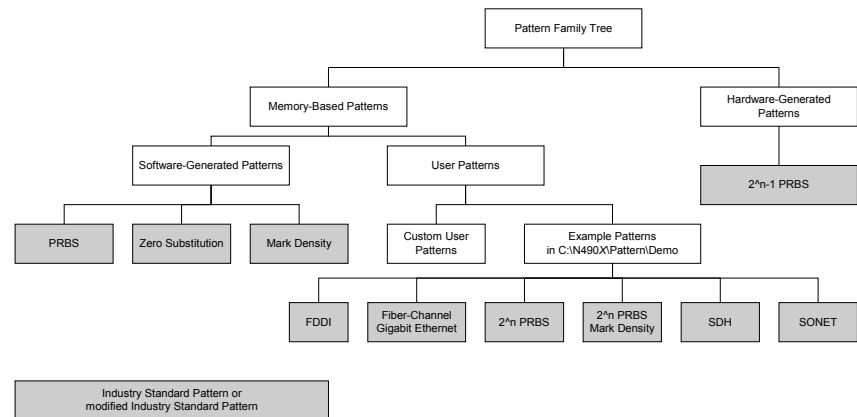 Pattern Family Tree
Memory-Based Patterns
Hardware-Generated
Patterns
Software-Generated Patterns
User Patterns
2^n-1 PRBS
PRBS
Zero Substitution
Mark Density
Custom User
Patterns
Example Patterns
in C:\N490X\Pattern\Demo
FDDI
Fiber-Channel
Gigabit Ethernet
2^n PRBS
2^n PRBS
Mark Density
SDH
SONET
Industry Standard Pattern or
modified Industry Standard Pattern